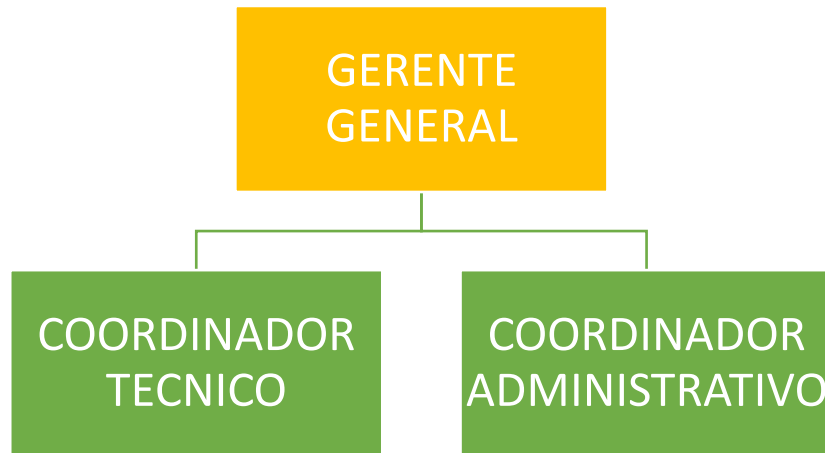 GERENTE
GENERAL
COORDINADOR
TECNICO
COORDINADOR
ADMINISTRATIVO